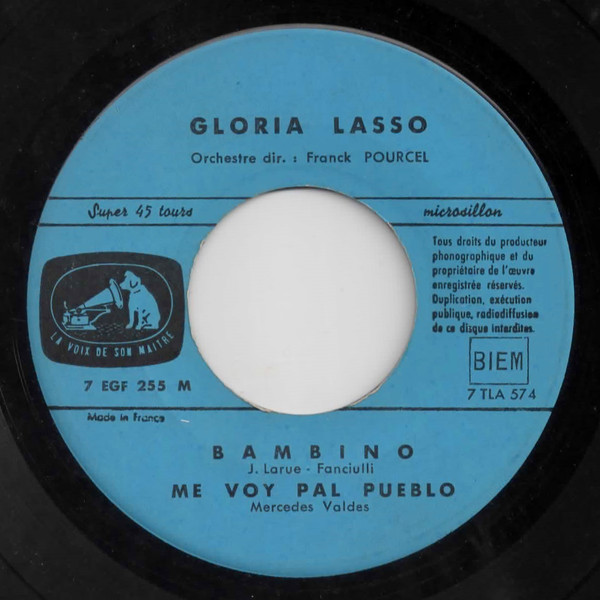 GLORIA LASSO
Orchestre dir. : Franck POURCEL
Super 45 tours
microsillon
Tous droits du producteur
phonographique et du
propriétaire de l'œuvre
enregistrée réservés.
Duplication, exécution
publique, radiodiffusion
de ce disque interdites.
LA VOIX DE SON MAITRE
BIEM
7 EGF 255 M
7 TLA 574
Made in France
BAMBINO
J. Larue - Fanciulli
ME VOY PAL PUEBLO
Mercedes Valdes